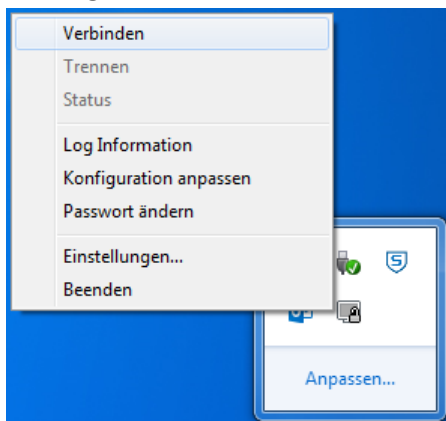 Verbinden
Trennen
Status
Log Information
Konfiguration anpassen
Passwort ändern
Einstellungen...
Beenden
Anpassen...